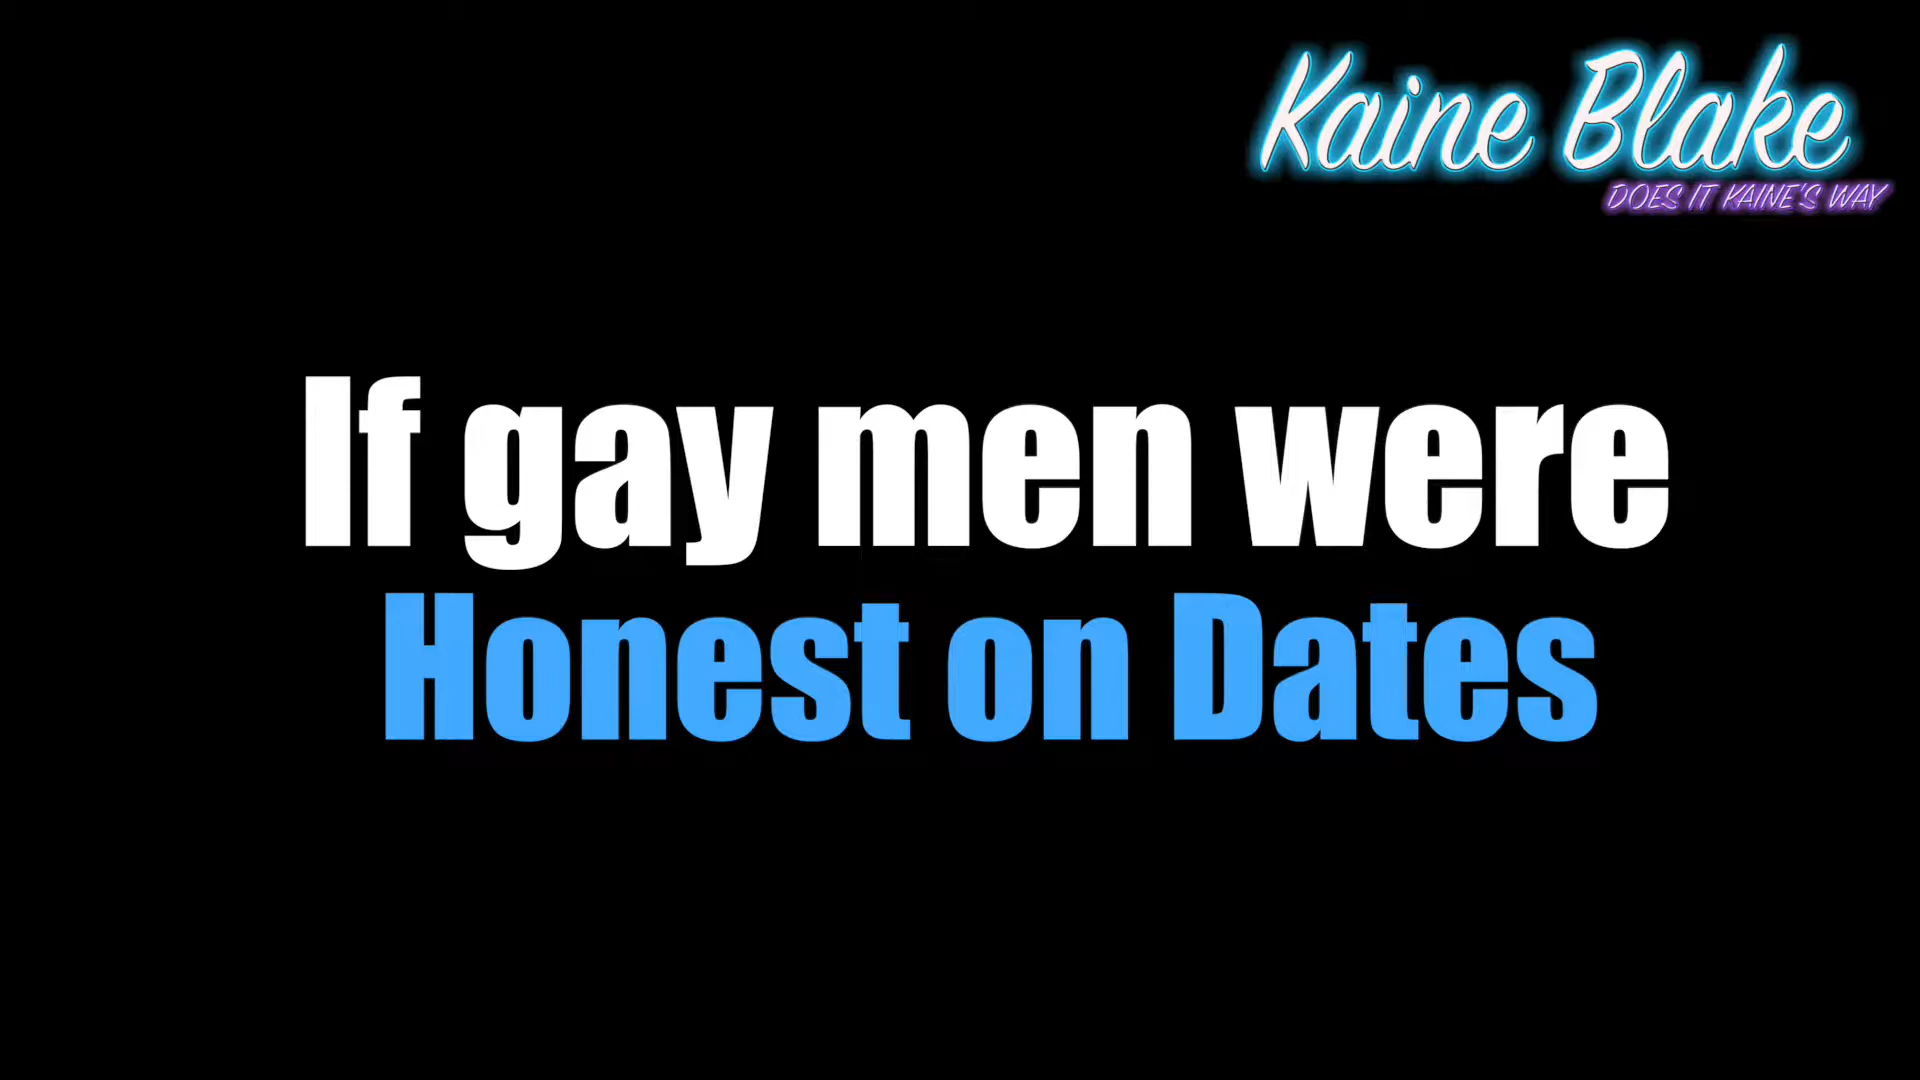 Kaine Blake
DOES IT KAINE'S WAY
If gay men were
Honest on Dates